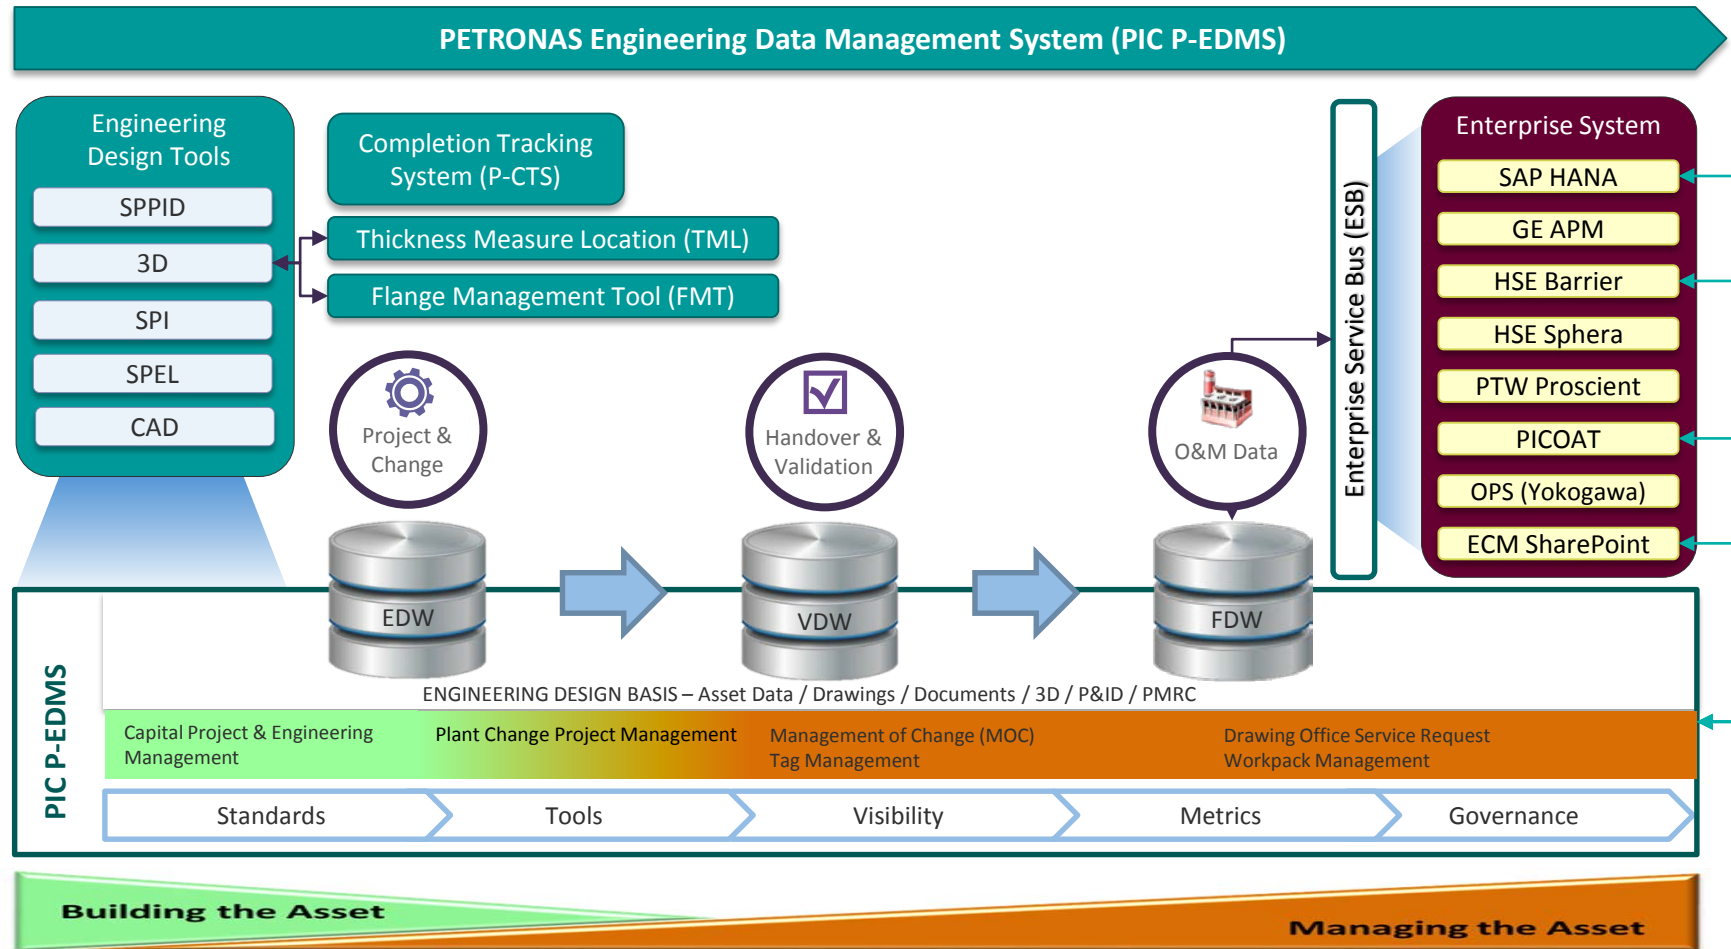 PETRONAS Engineering Data Management System (PIC P-EDMS)
Engineering
Design Tools
SPPID
3D
SPI
SPEL
CAD
Completion Tracking
System (P-CTS)
Thickness Measure Location (TML)
Flange Management Tool (FMT)
Project &
Change
Handover &
Validation
O&M Data
Enterprise Service Bus (ESB)
Enterprise System
SAP HANA
GE APM
HSE Barrier
HSE Sphera
PTW Proscient
PICOAT
OPS (Yokogawa)
ECM SharePoint
EDW
VDW
FDW
PIC P-EDMS
ENGINEERING DESIGN BASIS – Asset Data / Drawings / Documents / 3D / P&ID / PMRC
Capital Project & Engineering
Management
Plant Change Project Management
Management of Change (MOC)
Tag Management
Drawing Office Service Request
Workpack Management
Standards
Tools
Visibility
Metrics
Governance
Building the Asset
Managing the Asset